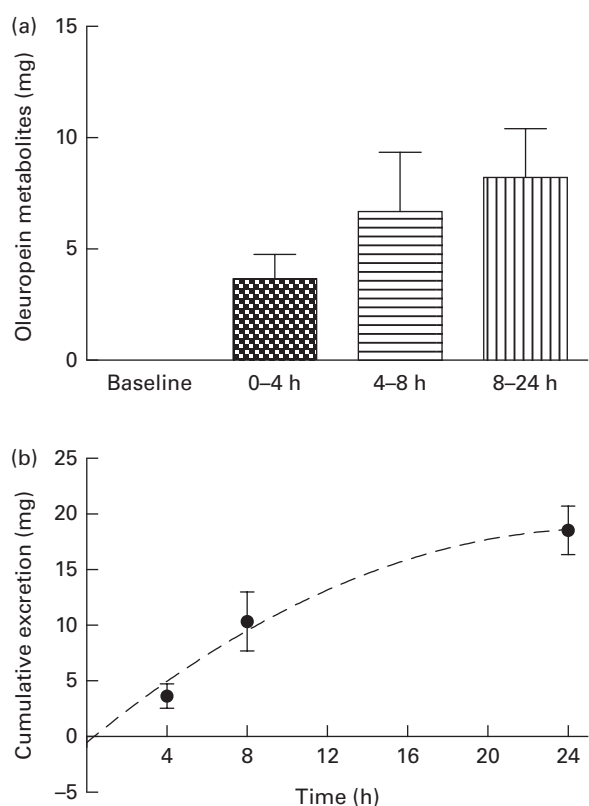 (a)
15
10
5
0
Oleuropein metabolites (mg)
Baseline 0–4 h 4–8 h 8–24 h
(b)
25
20
15
10
5
0
–5
Cumulative excretion (mg)
4 8 12 16 20 24
Time (h)